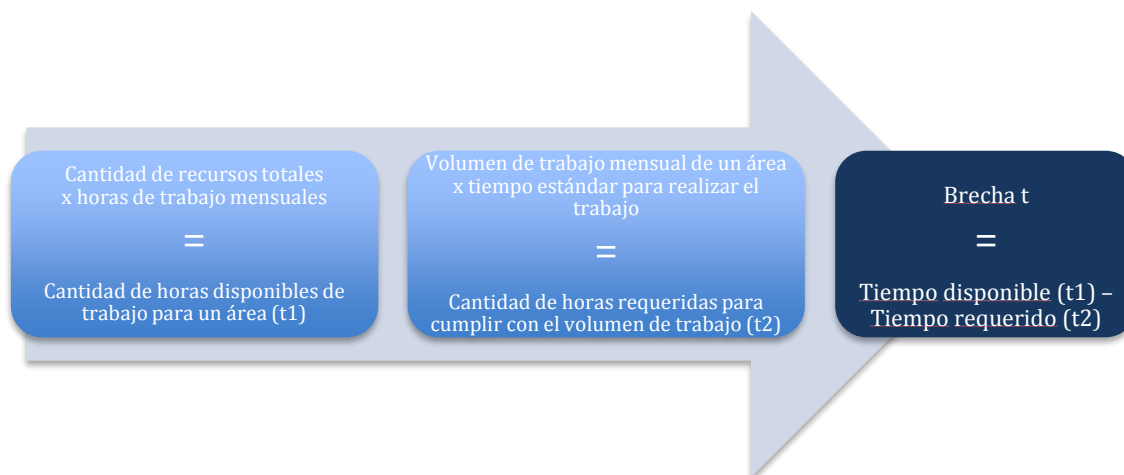 Cantidad de recursos totales
x horas de trabajo mensuales
=
Cantidad de horas disponibles de
trabajo para un área (t1)
Volumen de trabajo mensual de un área
x tiempo estándar para realizar el
trabajo
=
Cantidad de horas requeridas para
cumplir con el volumen de trabajo (t2)
Brecha t
=
Tiempo disponible (t1) –
Tiempo requerido (t2)